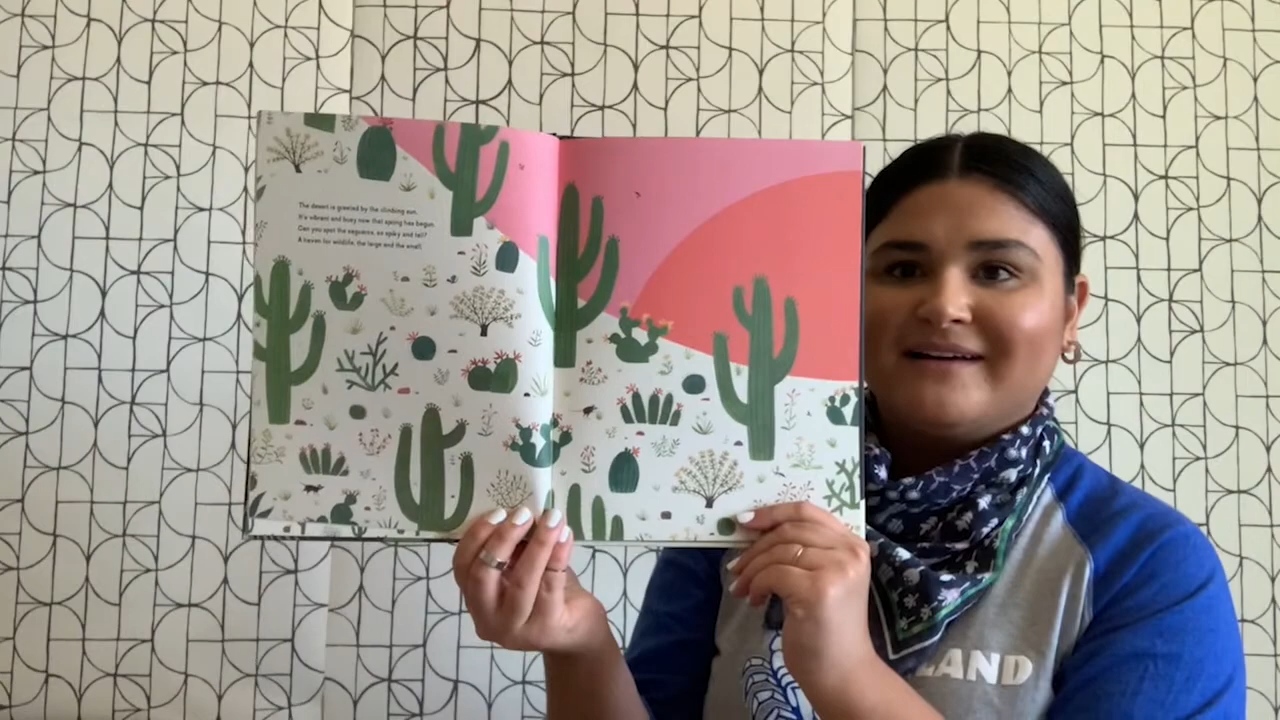 The desert is greeted by the climbing sun.
It's vibrant and busy now that spring has begun.
Can you spot the saguaros, so spiky and tall?
A haven for wildlife, the large and the small.
LAND